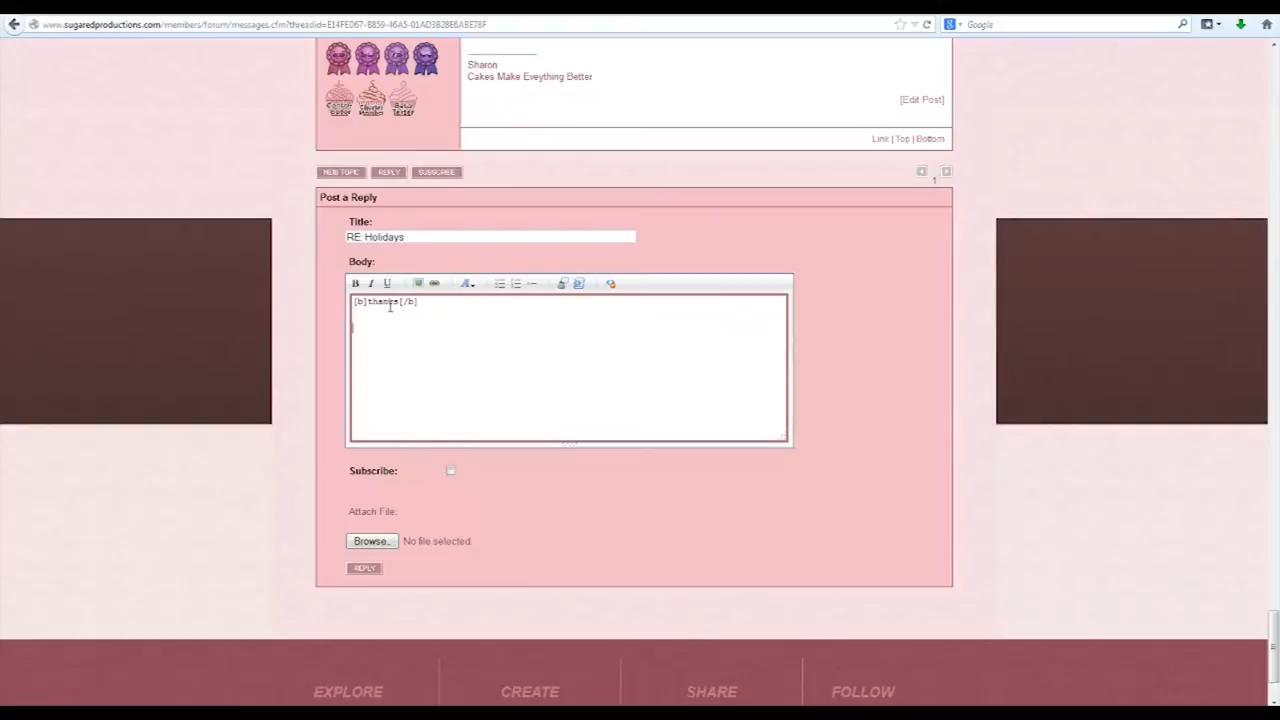 www.sugaredproductions.com/members/forum/messages.cfm?threadid=E14FED67-B859-46A5-01AD3B28E6ABE78F
Google
Sharon
Cakes Make Eveything Better
[Edit Post]
Link | Top | Bottom
NEW TOPIC REPLY SUBSCRIBE
1
Post a Reply
Title:
RE: Holidays
Body:
B I U
[b]thanks[/b]
Subscribe:
Attach File:
Browse... No file selected.
REPLY
EXPLORE CREATE SHARE FOLLOW